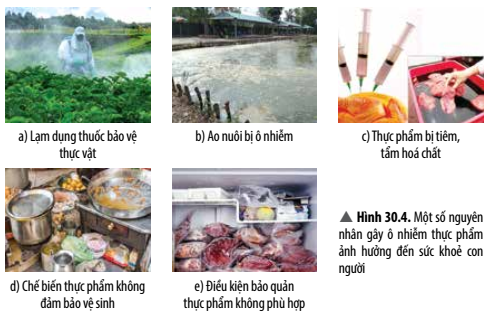 a) Lạm dụng thuốc bảo vệ
thực vật
b) Ao nuôi bị ô nhiễm
c) Thực phẩm bị tiêm,
tẩm hoá chất
d) Chế biến thực phẩm không
đảm bảo vệ sinh
e) Điều kiện bảo quản
thực phẩm không phù hợp
▲ Hình 30.4. Một số nguyên
nhân gây ô nhiễm thực phẩm
ảnh hưởng đến sức khoẻ con
người